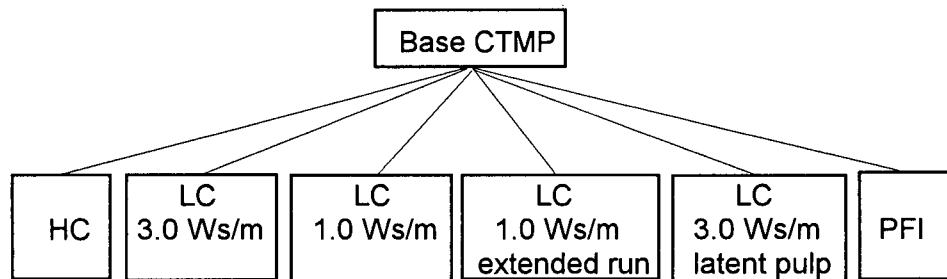 Base CTMP
HC
LC
3.0 Ws/m
LC
1.0 Ws/m
LC
1.0 Ws/m
extended run
LC
3.0 Ws/m
latent pulp
PFI